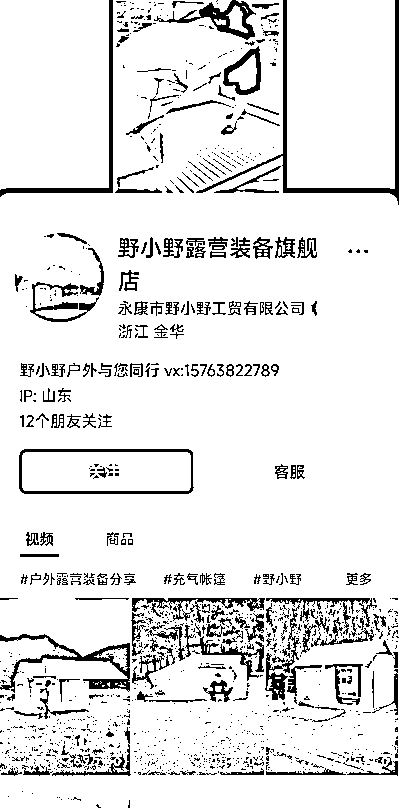 野小野露营装备旗舰
店
永康市野小野工贸有限公司
浙江 金华
野小野户外与您同行 vx:15763822789
IP: 山东
12个朋友关注
关注
客服
视频
商品
#户外露营装备分享
#充气帐篷
#野小野
更多